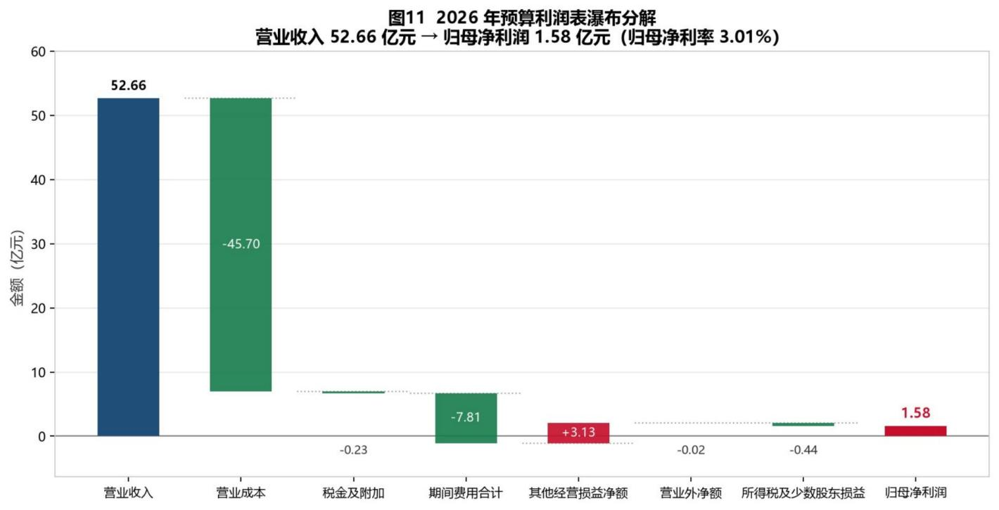 图11 2026 年预算利润表瀑布分解
营业收入 52.66 亿元 → 归母净利润 1.58 亿元（归母净利率 3.01%）
金额（亿元）
60
50
40
30
20
10
0
52.66
-45.70
-0.23
-7.81
+3.13
-0.02
-0.44
1.58
营业收入
营业成本
税金及附加
期间费用合计
其他经营损益净额
营业外净额
所得税及少数股东损益
归母净利润